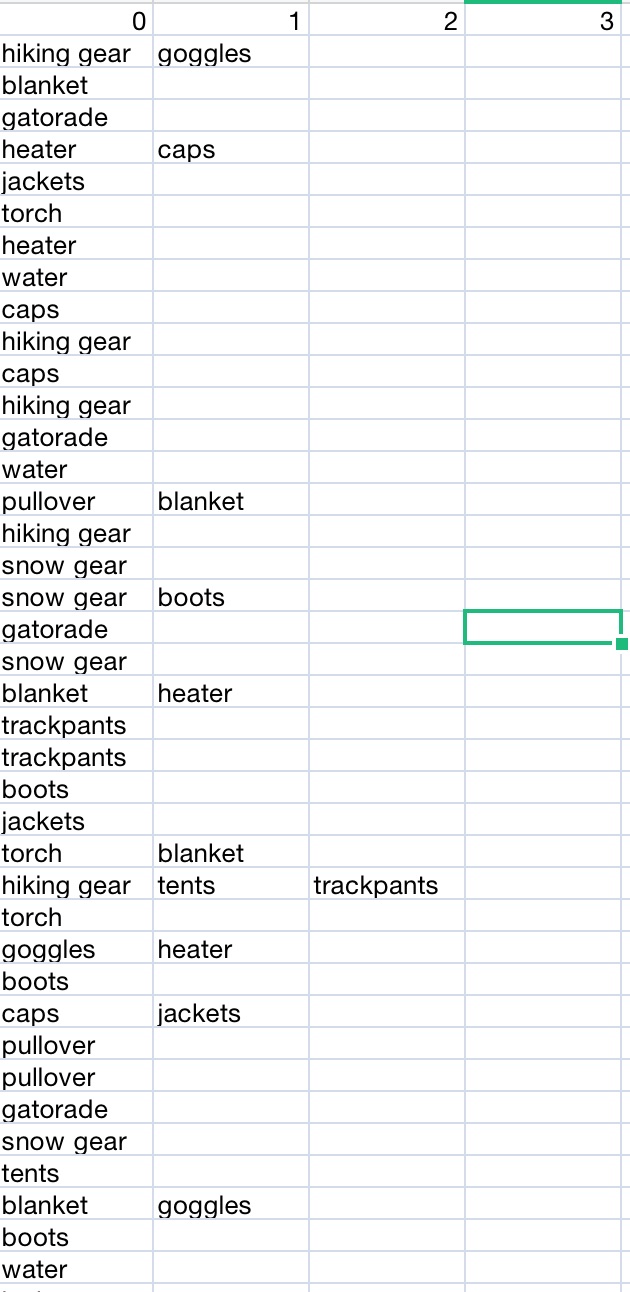 0 1 2 3
hiking gear goggles
blanket
gatorade
heater caps
jackets
torch
heater
water
caps
hiking gear
caps
hiking gear
gatorade
water
pullover blanket
hiking gear
snow gear
snow gear boots
gatorade
snow gear
blanket heater
trackpants
trackpants
boots
jackets
torch blanket
hiking gear tents trackpants
torch
goggles heater
boots
caps jackets
pullover
pullover
gatorade
snow gear
tents
blanket goggles
boots
water